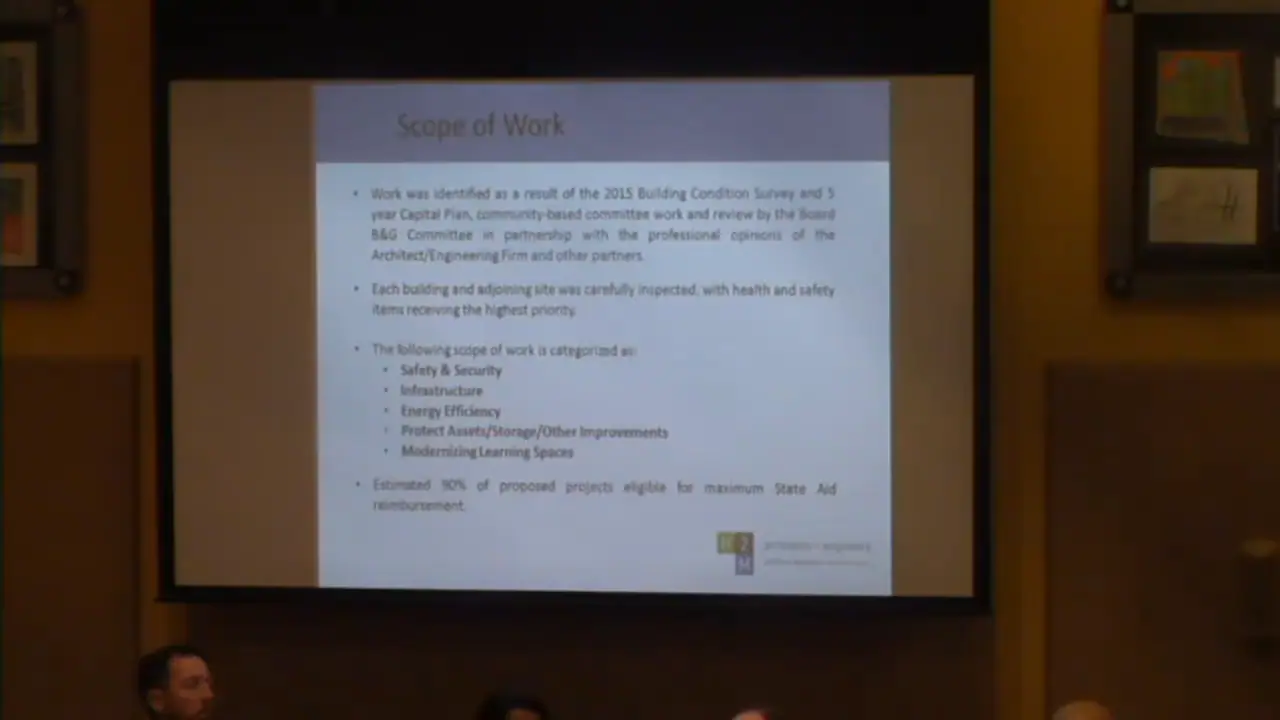 Scope of Work
• Work was identified as a result of the 2015 Building Condition Survey and 5
year Capital Plan, community-based committee work and review by the Board
B&G Committee in partnership with the professional opinions of the
Architect/Engineering Firm and other partners.
• Each building and adjoining site was carefully inspected, with health and safety
items receiving the highest priority.
• The following scope of work is categorized as:
• Safety & Security
• Infrastructure
• Energy Efficiency
• Protect Assets/Storage/Other Improvements
• Modernizing Learning Spaces
• Estimated 90% of proposed projects eligible for maximum State Aid
reimbursement.
H2M architects + engineers